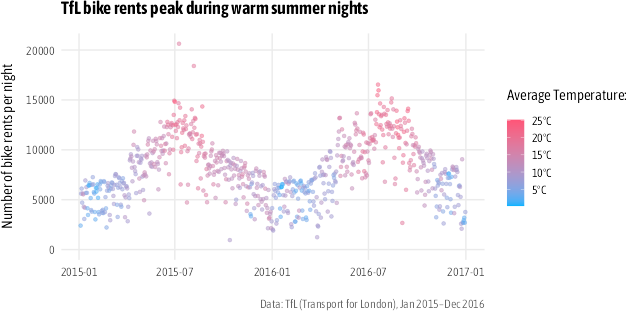 TfL bike rents peak during warm summer nights
Number of bike rents per night
20000
15000
10000
5000
0
2015-01
2015-07
2016-01
2016-07
2017-01
Average Temperature:
25°C
20°C
15°C
10°C
5°C
Data: TfL (Transport for London), Jan 2015–Dec 2016